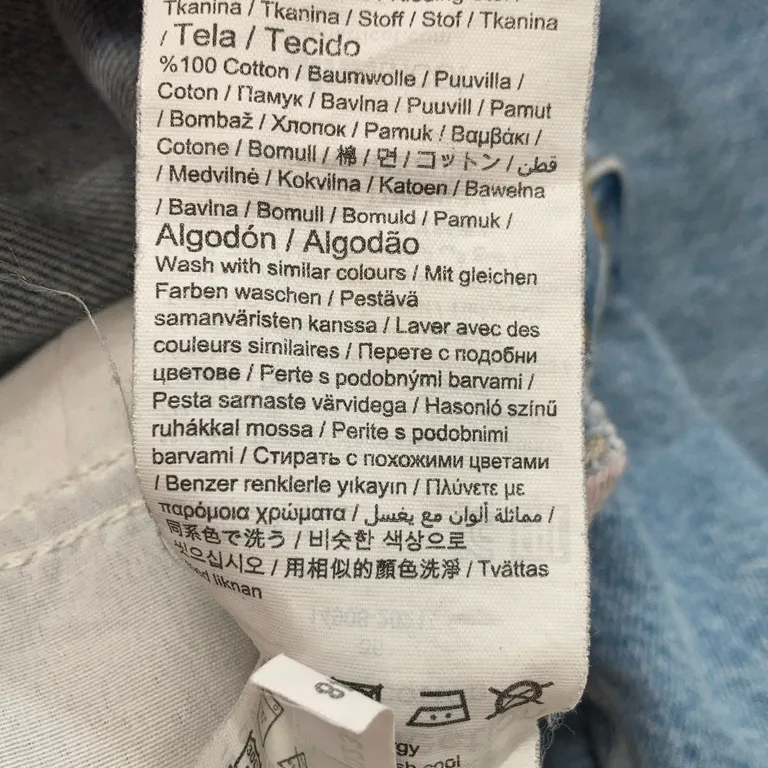 Tkanina / Tkanina / Stoff / Stof / Tkanina
/ Tela / Tecido
%100 Cotton / Baumwolle / Puuvilla /
Coton / Памук / Bavlna / Puuvill / Pamut
/ Bombaž / Хлопок / Pamuk / Βαμβάκι /
Cotone / Bomull / 棉 / 면 / コットン / قطن
/ Medvilnė / Kokvilna / Katoen / Bawełna
/ Bavlna / Bomull / Bomuld / Pamuk /
Algodón / Algodão
Wash with similar colours / Mit gleichen
Farben waschen / Pestävä
samanväristen kanssa / Laver avec des
couleurs similaires / Перете с подобни
цветове / Perte s podobnými barvami /
Pesta samaste värvidega / Hasonló színű
ruhákkal mossa / Perite s podobnimi
barvami / Стирать с похожими цветами
/ Benzer renklerle yıkayın / Πλύνετε με
παρόμοια χρώματα / مماثلة ألوان مع يغسل /
同系色で洗う / 비슷한 색상으로
씻으십시오 / 用相似的顏色洗淨 / Tvättas
med liknan
8